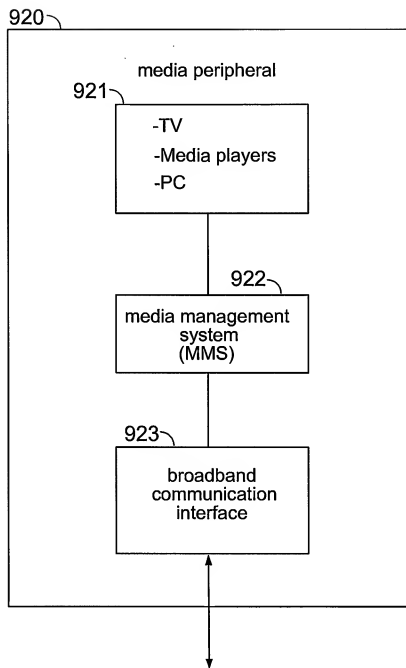 920
media peripheral
921
-TV
-Media players
-PC
922
media management
system
(MMS)
923
broadband
communication
interface